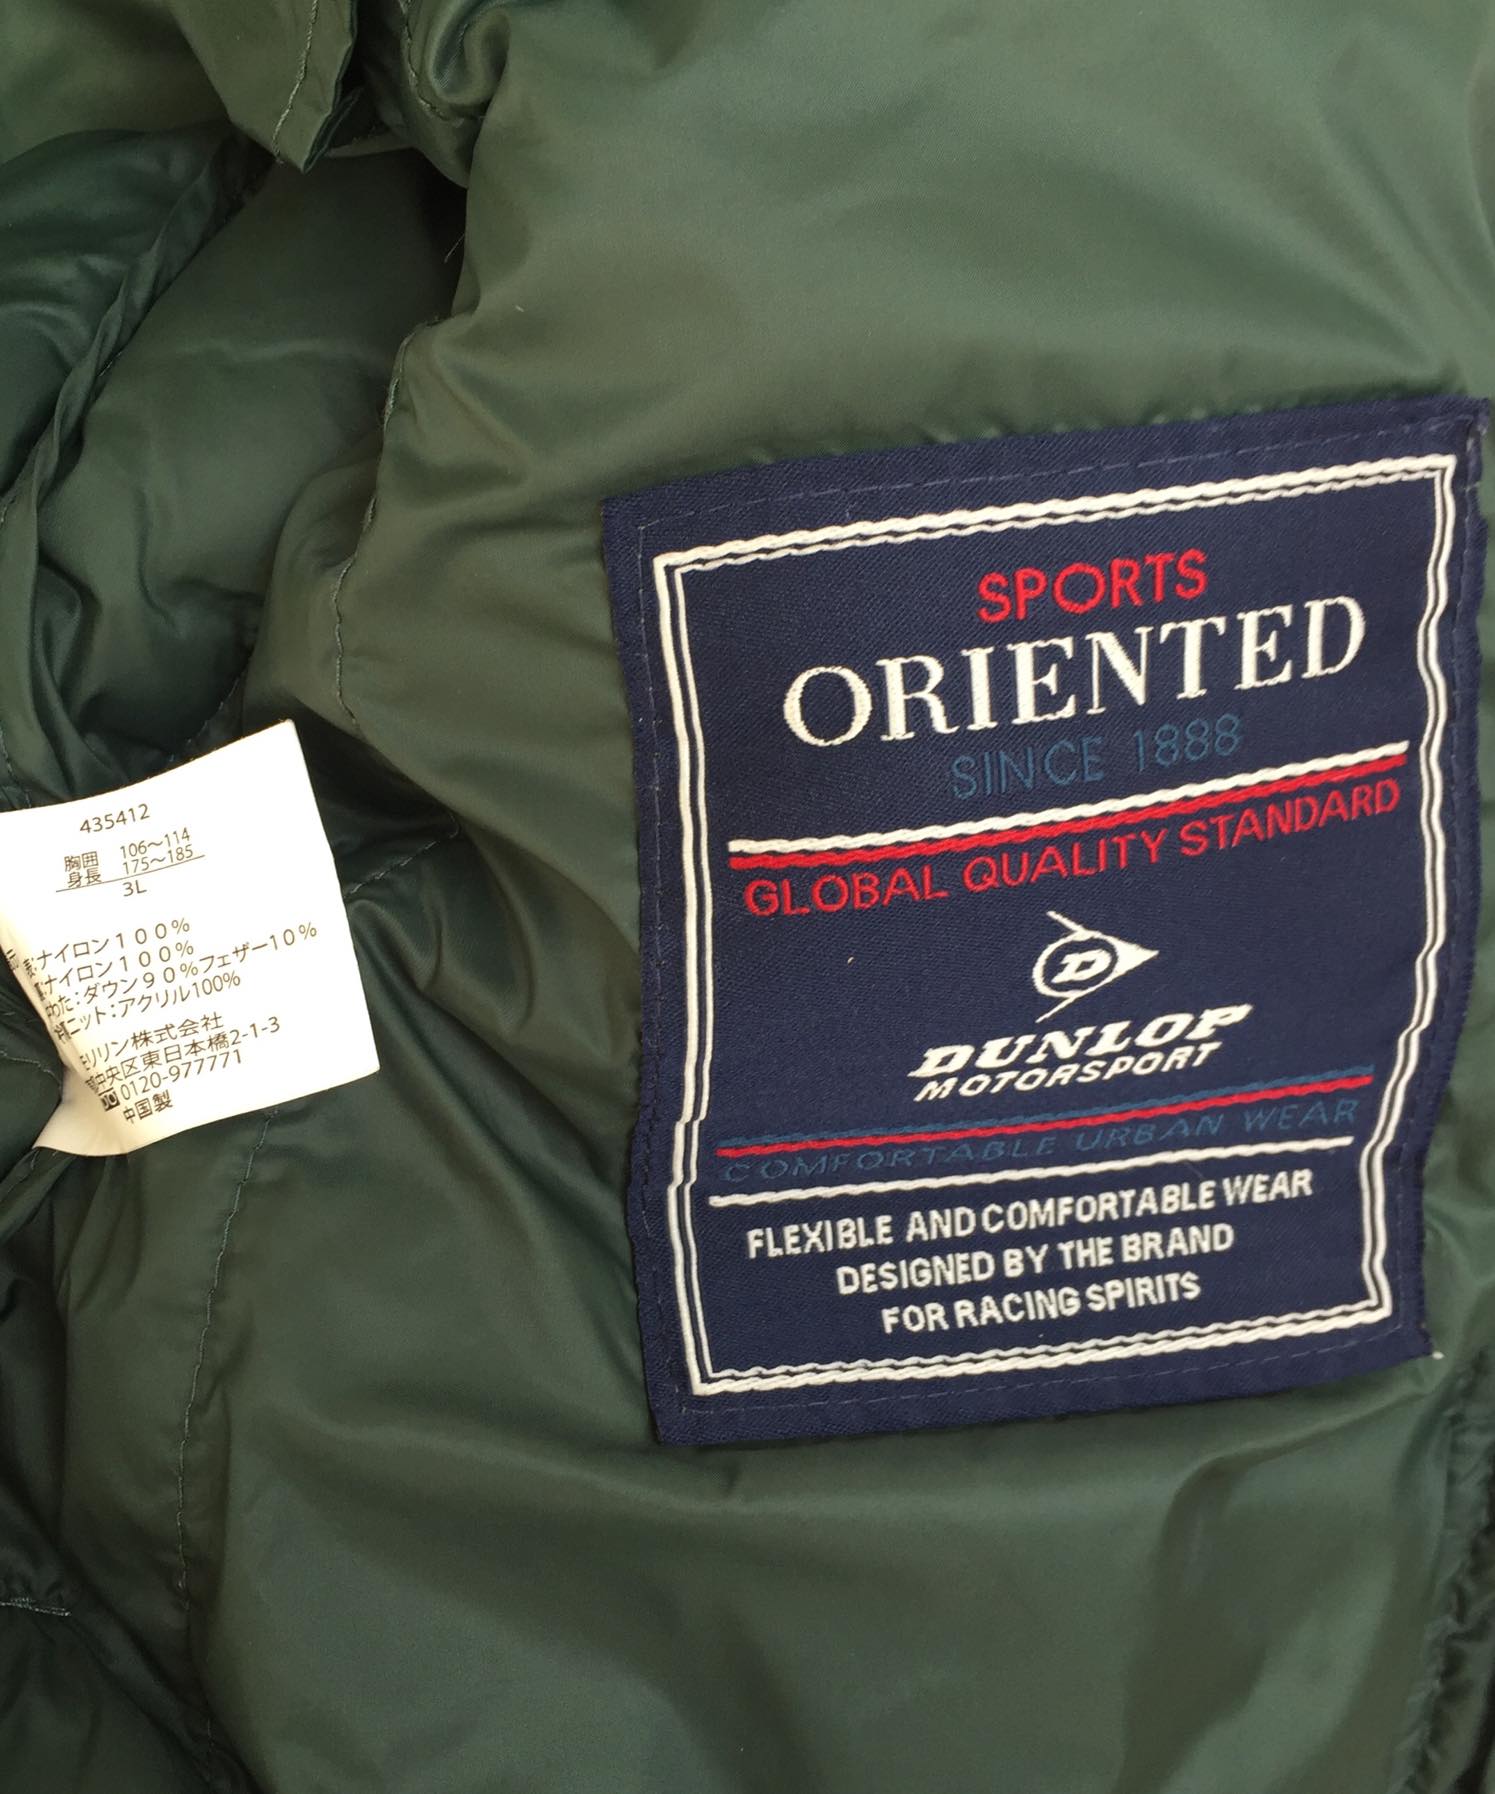 435412
胸囲 106～114
身長 175～185
3L
ナイロン１００％
ナイロン１００％
わた：ダウン９０％フェザー１０％
ニット：アクリル100%
モリリン株式会社
中央区東日本橋2-1-3
0120-977771
中国製
SPORTS
ORIENTED
SINCE 1888
GLOBAL QUALITY STANDARD
D
DUNLOP
MOTORSPORT
COMFORTABLE URBAN WEAR
FLEXIBLE AND COMFORTABLE WEAR
DESIGNED BY THE BRAND
FOR RACING SPIRITS